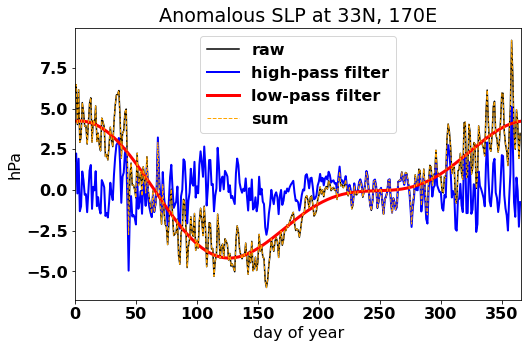 Anomalous SLP at 33N, 170E
raw
high-pass filter
low-pass filter
sum
hPa
7.5
5.0
2.5
0.0
−2.5
−5.0
0 50 100 150 200 250 300 350
day of year